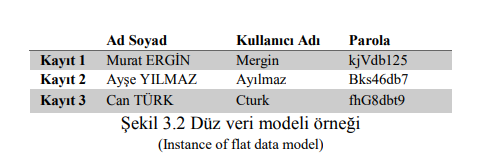 Ad Soyad Kullanıcı Adı Parola
Kayıt 1 Murat ERGİN Mergin kjVdb125
Kayıt 2 Ayşe YILMAZ Ayılmaz Bks46db7
Kayıt 3 Can TÜRK Cturk fhG8dbt9
Şekil 3.2 Düz veri modeli örneği
(Instance of flat data model)